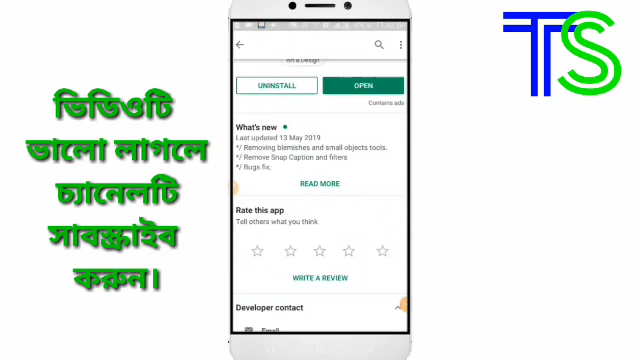 TS
Art & Design
UNINSTALL
OPEN
Contains ads
What's new
Last updated 13 May 2019
*/ Removing blemishes and small objects tools.
*/ Remove Snap Caption and filters
*/ Bugs fix;
READ MORE
Rate this app
Tell others what you think
WRITE A REVIEW
Developer contact
Email
ভিডিওটি
ভালো লাগলে
চ্যানেলটি
সাবস্ক্রাইব
করুন।